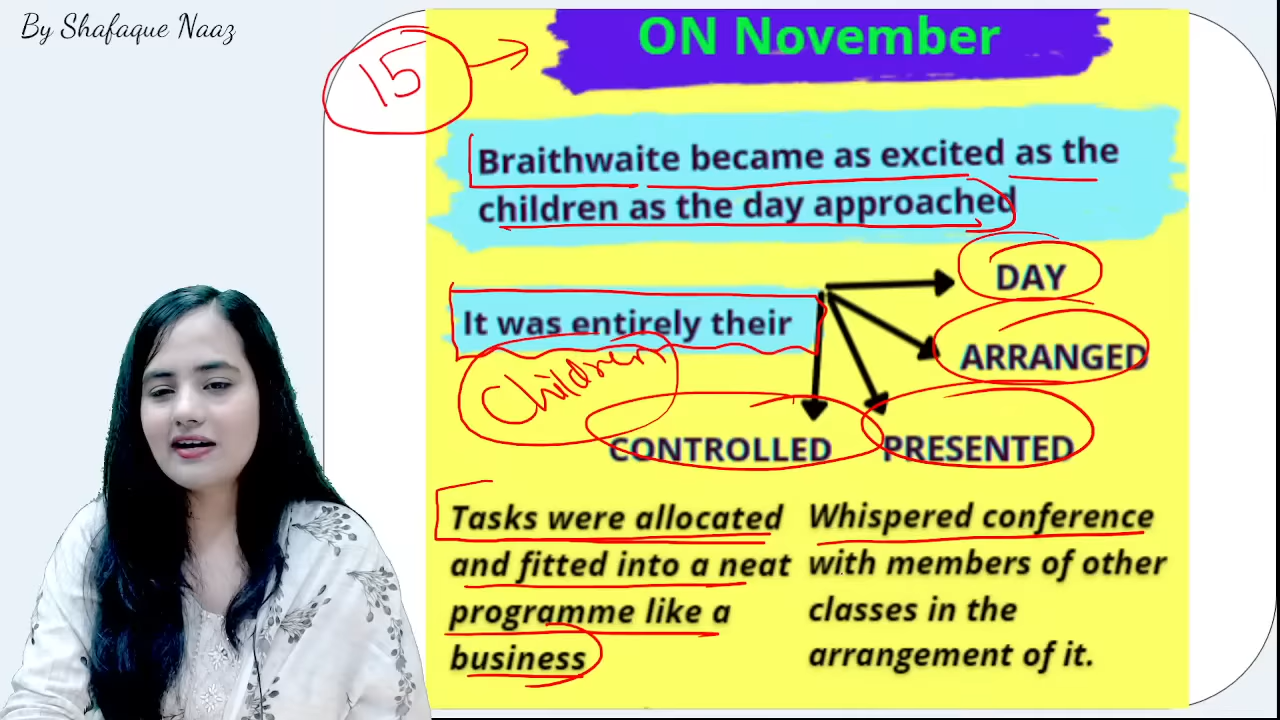 By Shafaque Naaz
15
ON November
Braithwaite became as excited as the
children as the day approached
It was entirely their
Children
DAY
ARRANGED
PRESENTED
CONTROLLED
Tasks were allocated
and fitted into a neat
programme like a
business
Whispered conference
with members of other
classes in the
arrangement of it.